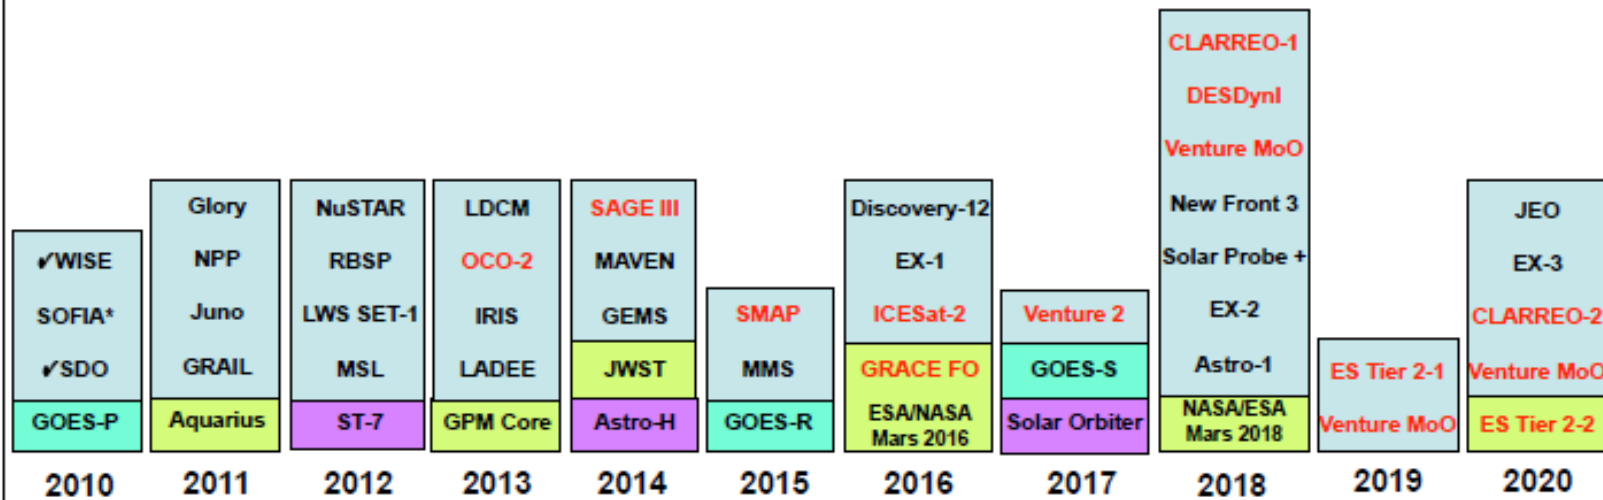 ✓WISE
SOFIA*
✓SDO
GOES-P
2010
Glory
NPP
Juno
GRAIL
Aquarius
2011
NuSTAR
RBSP
LWS SET-1
MSL
ST-7
2012
LDCM
OCO-2
IRIS
LADEE
GPM Core
2013
SAGE III
MAVEN
GEMS
JWST
Astro-H
2014
SMAP
MMS
GOES-R
2015
Discovery-12
EX-1
ICESat-2
GRACE FO
ESA/NASA
Mars 2016
2016
Venture 2
GOES-S
Solar Orbiter
2017
CLARREO-1
DESDynI
Venture MoO
New Front 3
Solar Probe +
EX-2
Astro-1
NASA/ESA
Mars 2018
2018
ES Tier 2-1
Venture MoO
2019
JEO
EX-3
CLARREO-2
Venture MoO
ES Tier 2-2
2020